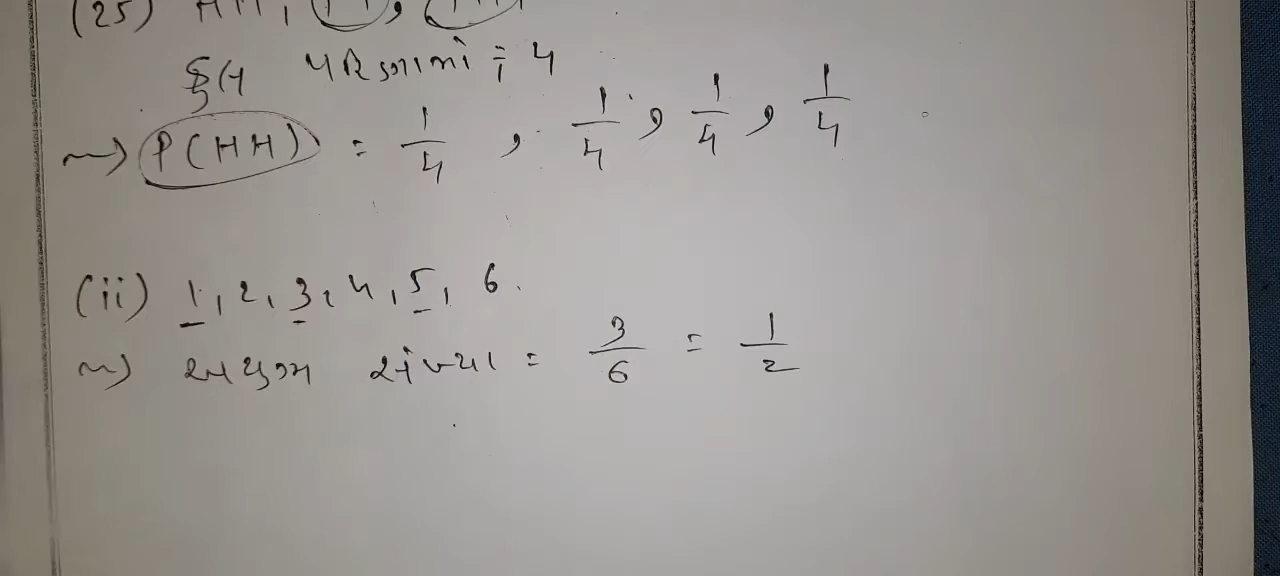 (25) HH,
કુલ પરિણામો = 4
→ P(HH) = 1/4 , 1/4 , 1/4 , 1/4
(ii) 1, 2, 3, 4, 5, 6.
→ અયુગ્મ સંખ્યા = 3/6 = 1/2